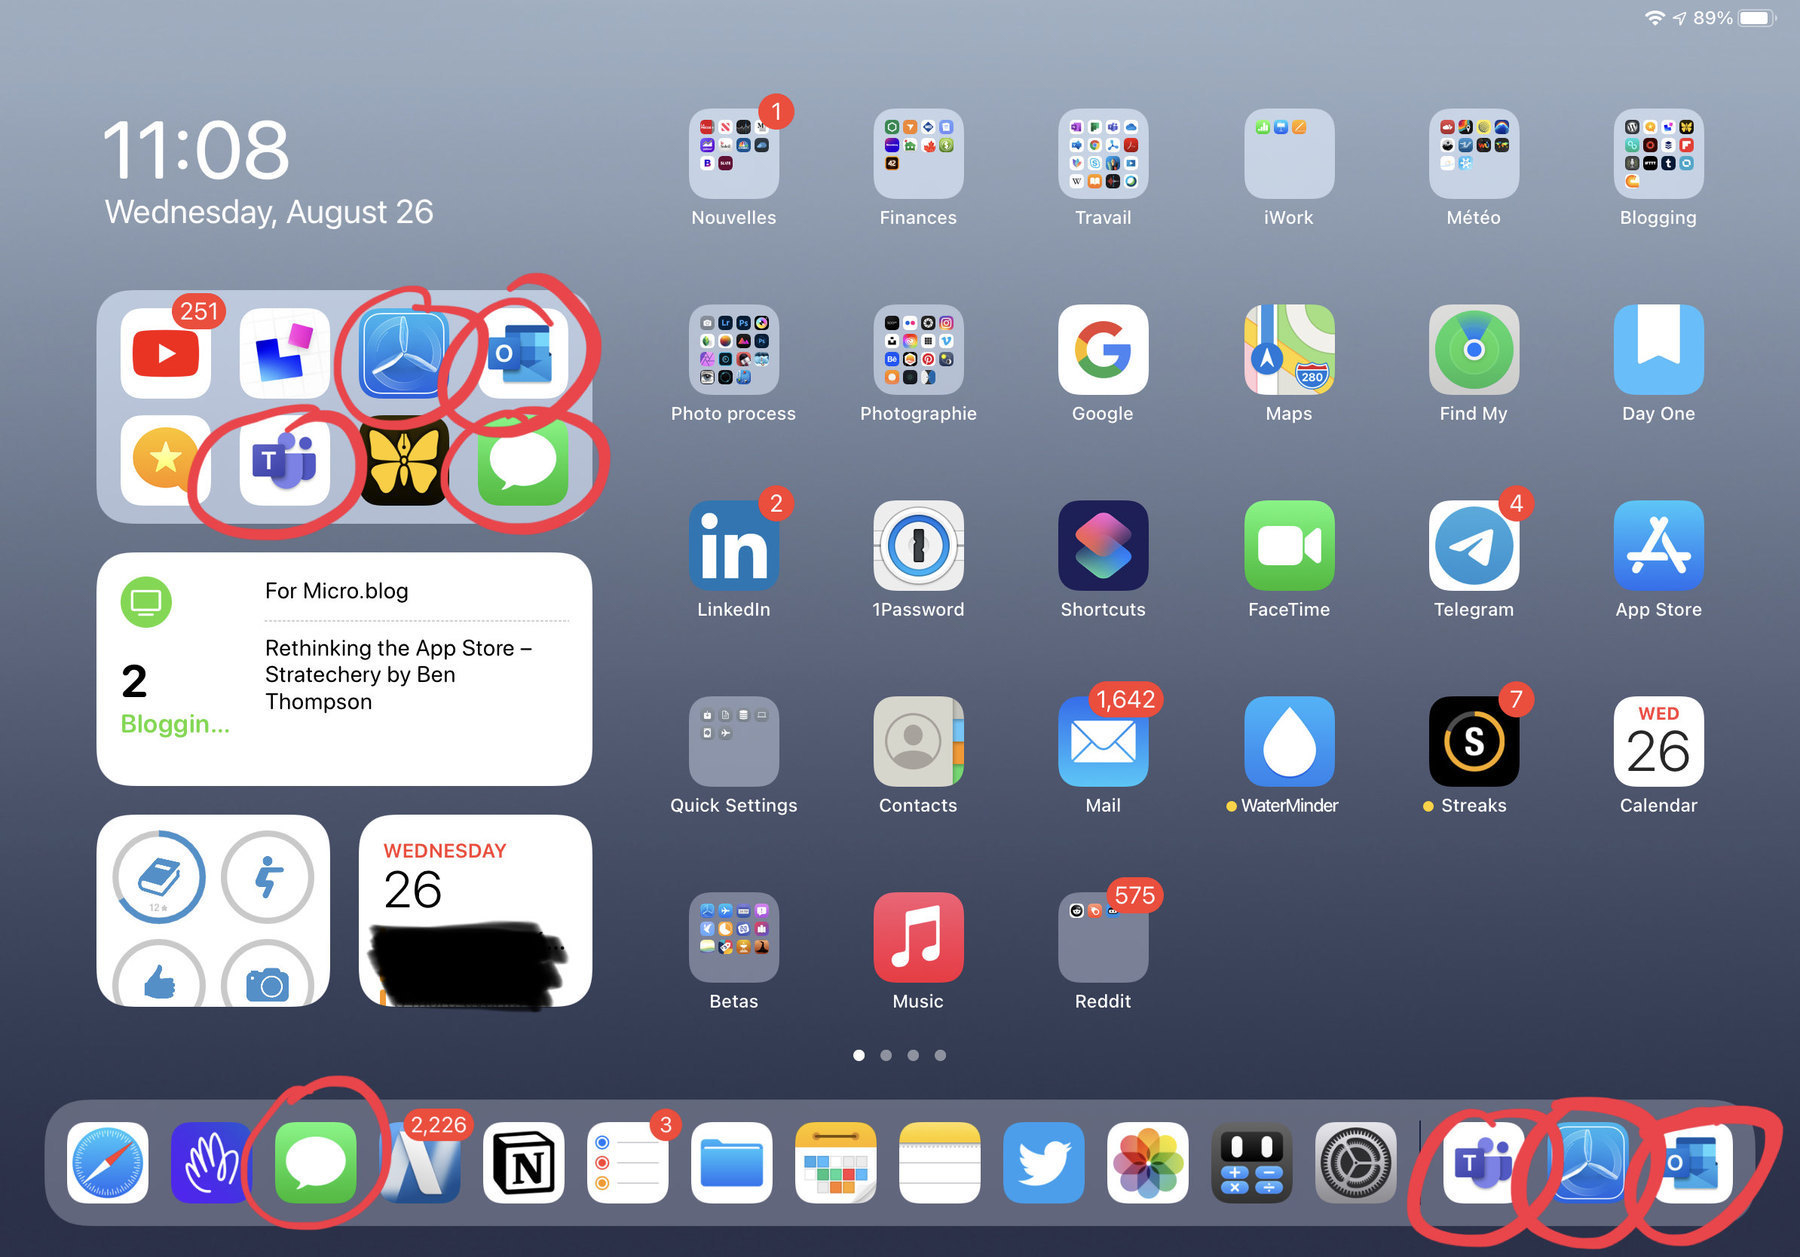 89%
11:08
Wednesday, August 26
251
For Micro.blog
Rethinking the App Store –
Stratechery by Ben
Thompson
2
Bloggin...
12
WEDNESDAY
26
1
Nouvelles
Finances
Travail
iWork
Météo
Blogging
Photo process
Photographie
Google
280
Maps
Find My
Day One
in
2
LinkedIn
1Password
Shortcuts
FaceTime
4
Telegram
App Store
Quick Settings
Contacts
1,642
Mail
WaterMinder
S
7
Streaks
WED
26
Calendar
Betas
Music
575
Reddit
O
T
2,226
N
3
T
O